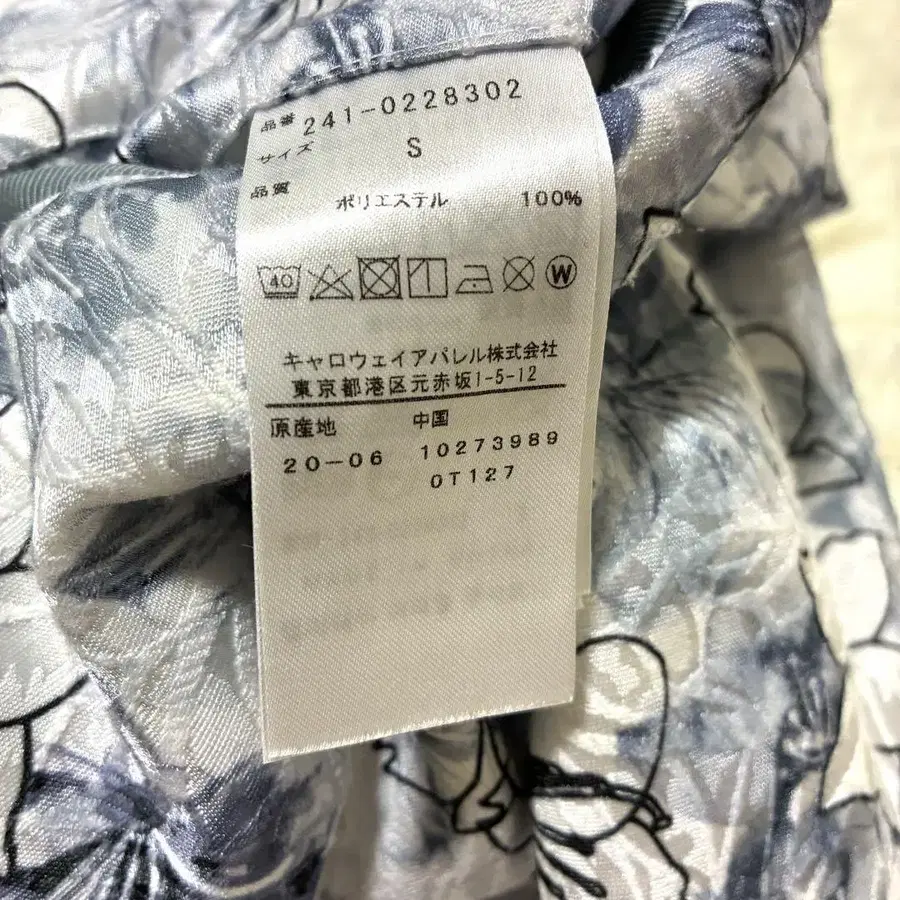 品番 241-0228302
サイズ S
品質
ポリエステル 100%
40 W
キャロウェイアパレル株式会社
東京都港区元赤坂1-5-12
原産地 中国
20-06 10273989
0T127